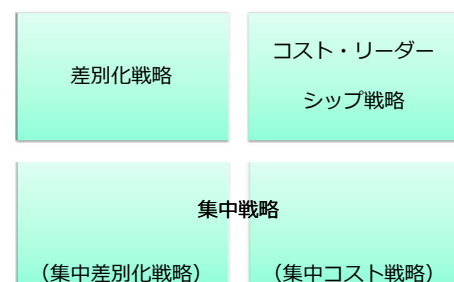 差別化戦略
コスト・リーダー
シップ戦略
集中戦略
（集中差別化戦略）
（集中コスト戦略）